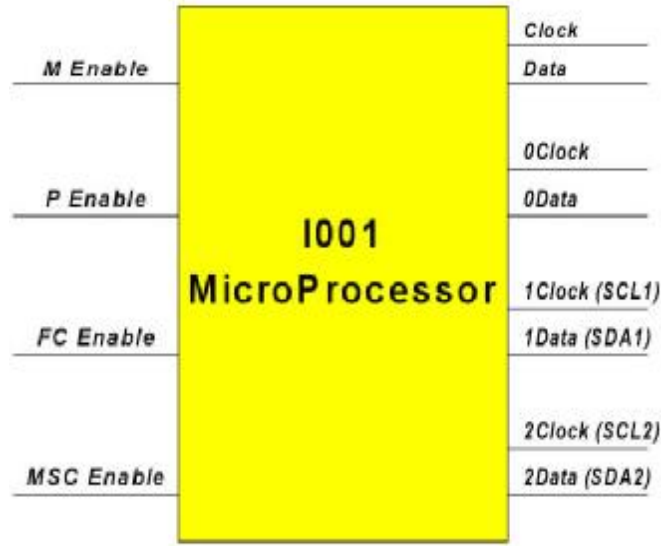 Clock
M Enable
Data
0Clock
P Enable
0Data
I001
MicroProcessor
1Clock (SCL1)
FC Enable
1Data (SDA1)
2Clock (SCL2)
MSC Enable
2Data (SDA2)